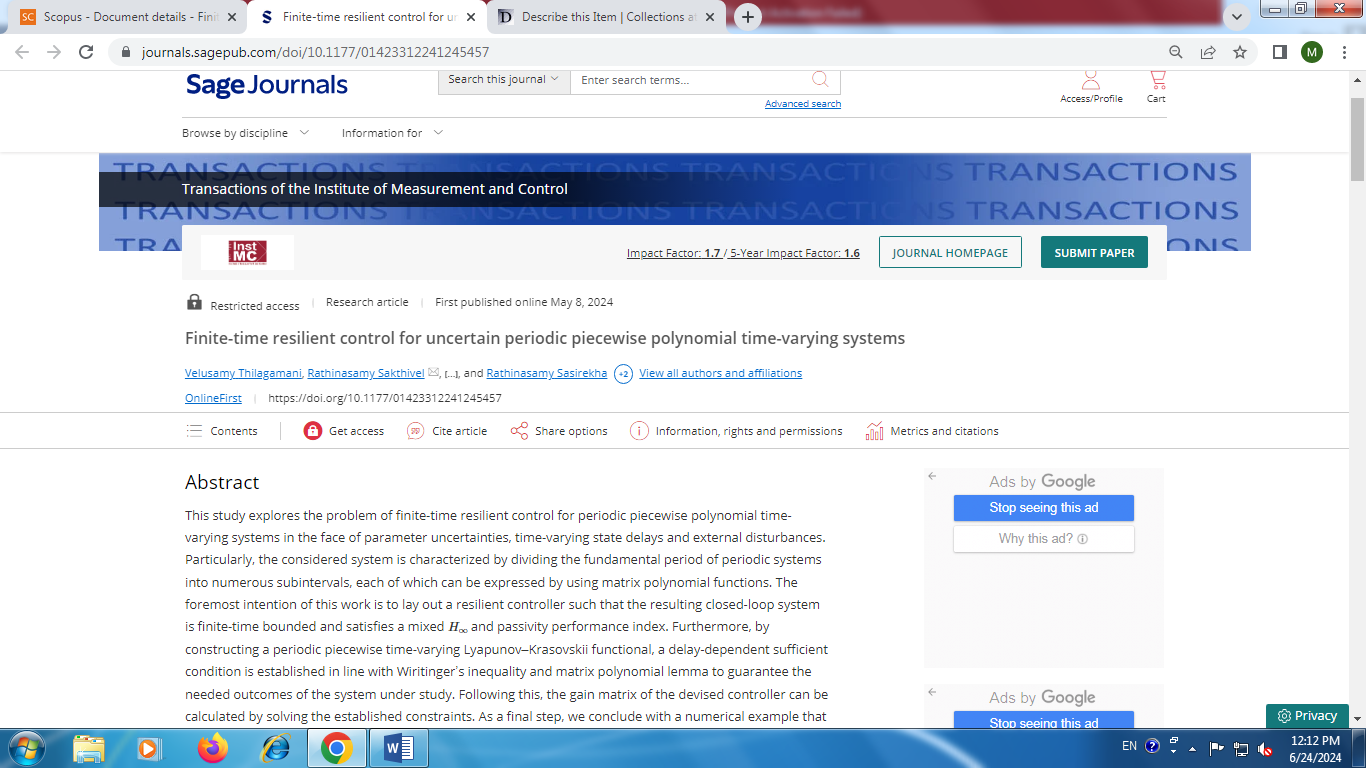 Scopus - Document details - Fini
Finite-time resilient control for un
Describe this Item | Collections at
journals.sagepub.com/doi/10.1177/01423312241245457
M
Sage Journals
Search this journal
Enter search terms...
Advanced search
Access/Profile
Cart
Browse by discipline
Information for
TRANSACTIONS TRANSACTIONS TRANSACTIONS TRANSACTIONS
Transactions of the Institute of Measurement and Control
TRANSACTIONS TRANSACTIONS TRANSACTIONS TRANSACTIONS
Inst
MC
Impact Factor: 1.7 / 5-Year Impact Factor: 1.6
JOURNAL HOMEPAGE
SUBMIT PAPER
Restricted access
Research article
First published online May 8, 2024
Finite-time resilient control for uncertain periodic piecewise polynomial time-varying systems
Velusamy Thilagamani, Rathinasamy Sakthivel, [...], and Rathinasamy Sasirekha +2 View all authors and affiliations
OnlineFirst
https://doi.org/10.1177/01423312241245457
Contents
Get access
Cite article
Share options
Information, rights and permissions
Metrics and citations
Abstract
This study explores the problem of finite-time resilient control for periodic piecewise polynomial time-
varying systems in the face of parameter uncertainties, time-varying state delays and external disturbances.
Particularly, the considered system is characterized by dividing the fundamental period of periodic systems
into numerous subintervals, each of which can be expressed by using matrix polynomial functions. The
foremost intention of this work is to lay out a resilient controller such that the resulting closed-loop system
is finite-time bounded and satisfies a mixed H∞ and passivity performance index. Furthermore, by
constructing a periodic piecewise time-varying Lyapunov–Krasovskii functional, a delay-dependent sufficient
condition is established in line with Wiritinger's inequality and matrix polynomial lemma to guarantee the
needed outcomes of the system under study. Following this, the gain matrix of the devised controller can be
calculated by solving the established constraints. As a final step, we conclude with a numerical example that
Ads by Google
Stop seeing this ad
Why this ad?
Ads by Google
Stop seeing this ad
Privacy
EN
12:12 PM
6/24/2024